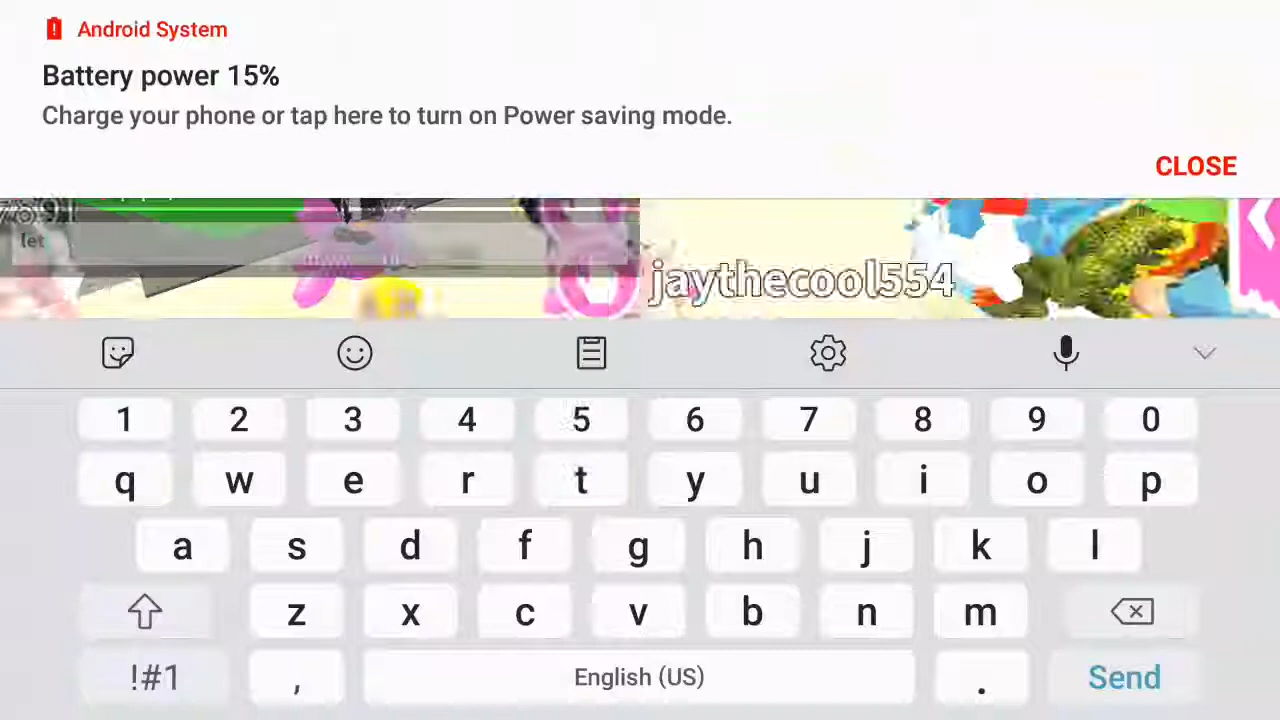 Android System
Battery power 15%
Charge your phone or tap here to turn on Power saving mode.
CLOSE
let
jaythecool554
1 2 3 4 5 6 7 8 9 0
q w e r t y u i o p
a s d f g h j k l
z x c v b n m
!#1 , English (US) . Send